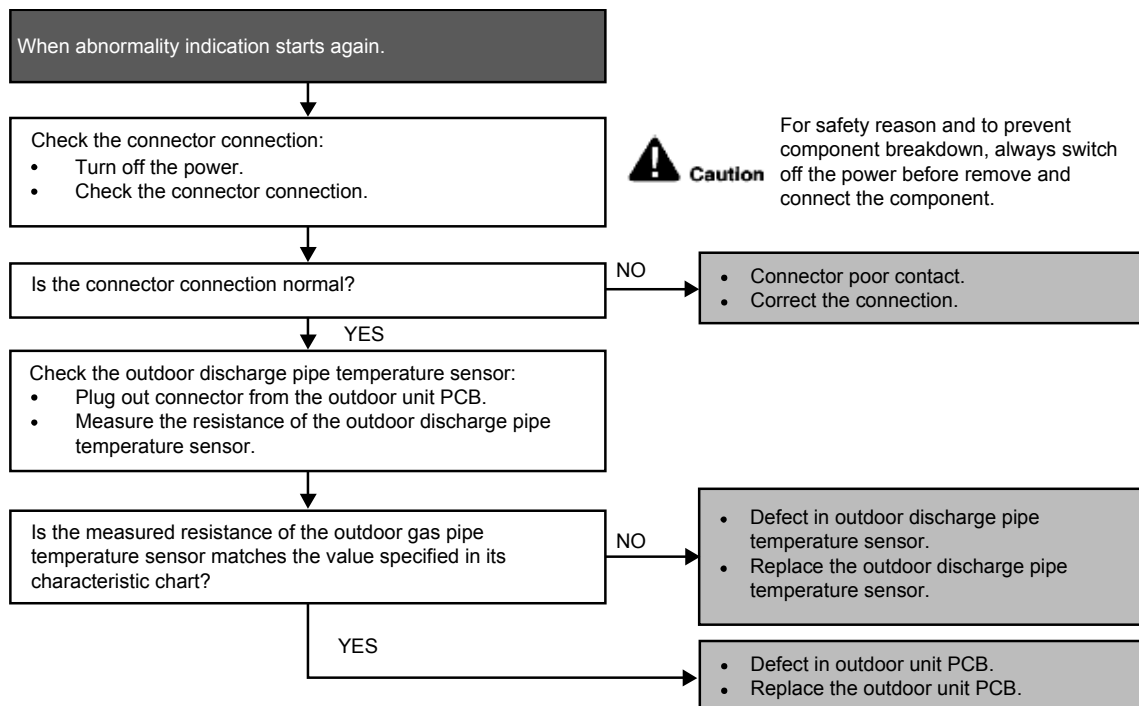 When abnormality indication starts again.
Check the connector connection:
• Turn off the power.
• Check the connector connection.
Caution
For safety reason and to prevent
component breakdown, always switch
off the power before remove and
connect the component.
Is the connector connection normal?
NO
• Connector poor contact.
• Correct the connection.
YES
Check the outdoor discharge pipe temperature sensor:
• Plug out connector from the outdoor unit PCB.
• Measure the resistance of the outdoor discharge pipe
temperature sensor.
Is the measured resistance of the outdoor gas pipe
temperature sensor matches the value specified in its
characteristic chart?
NO
• Defect in outdoor discharge pipe
temperature sensor.
• Replace the outdoor discharge pipe
temperature sensor.
YES
• Defect in outdoor unit PCB.
• Replace the outdoor unit PCB.